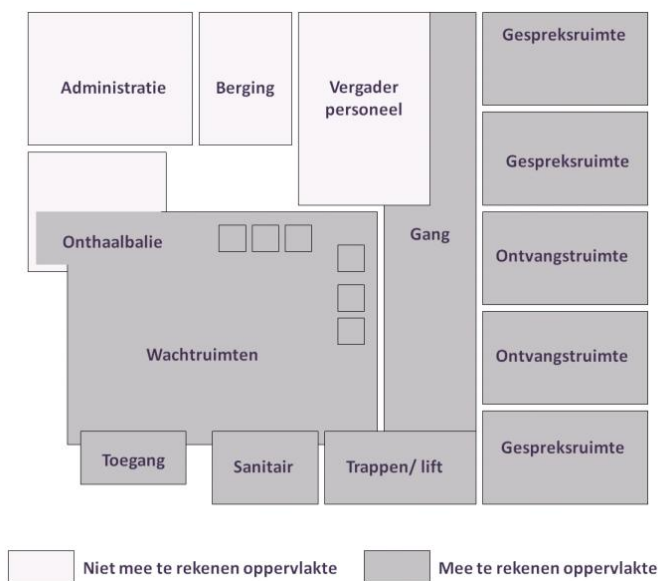 Administratie
Berging
Vergader
personeel
Gespreksruimte
Gespreksruimte
Onthaalbalie
Gang
Ontvangstruimte
Wachtruimten
Ontvangstruimte
Toegang
Sanitair
Trappen/ lift
Gespreksruimte
Niet mee te rekenen oppervlakte
Mee te rekenen oppervlakte